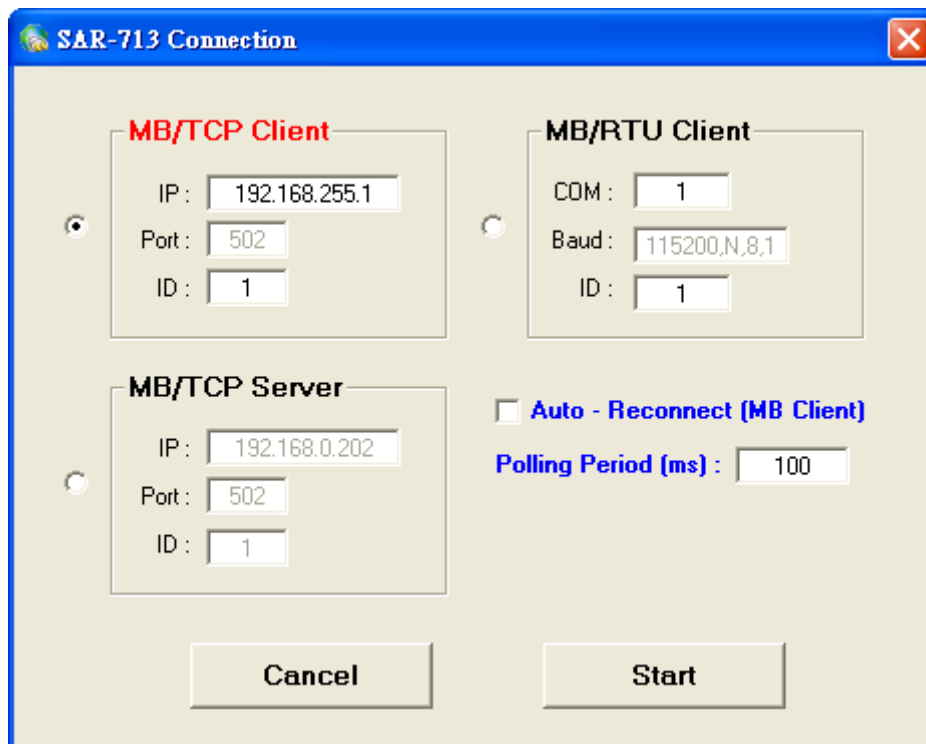 SAR-713 Connection
MB/TCP Client
IP : 192.168.255.1
Port : 502
ID : 1
MB/RTU Client
COM : 1
Baud : 115200,N,8,1
ID : 1
MB/TCP Server
IP : 192.168.0.202
Port : 502
ID : 1
Auto - Reconnect (MB Client)
Polling Period (ms) : 100
Cancel
Start